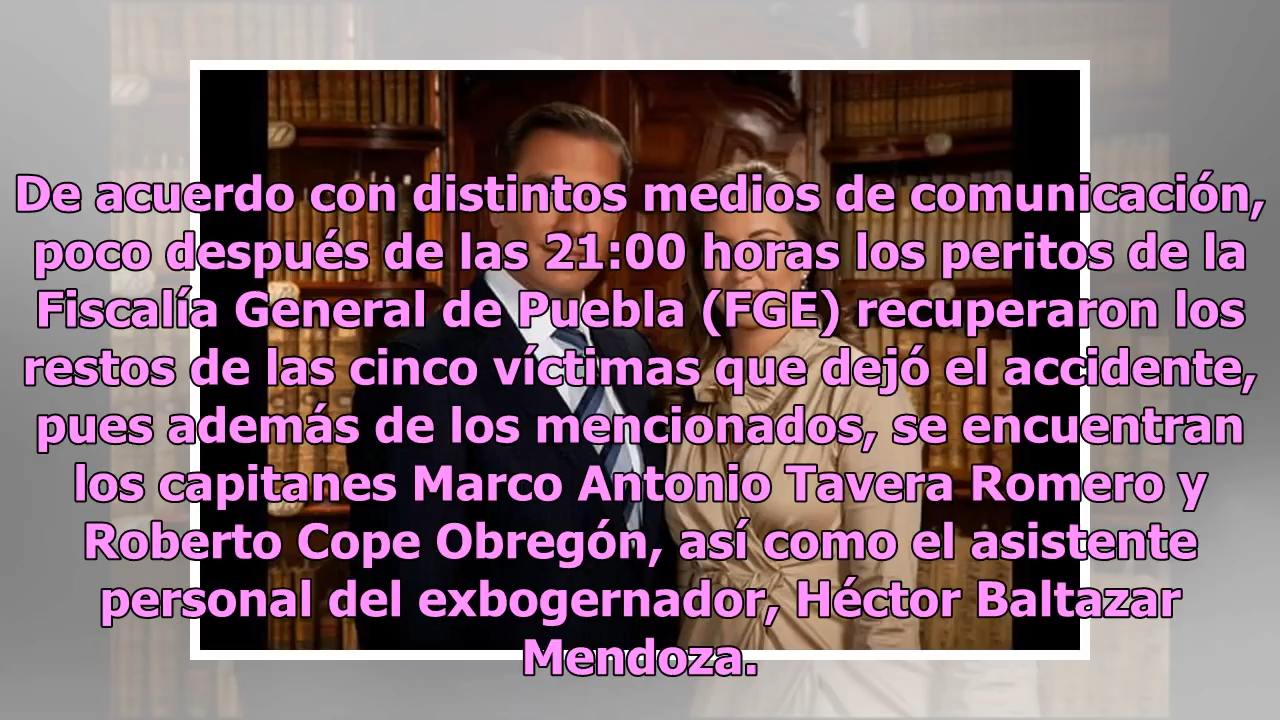 De acuerdo con distintos medios de comunicación,
poco después de las 21:00 horas los peritos de la
Fiscalía General de Puebla (FGE) recuperaron los
restos de las cinco víctimas que dejó el accidente,
pues además de los mencionados, se encuentran
los capitanes Marco Antonio Tavera Romero y
Roberto Cope Obregón, así como el asistente
personal del exbogernador, Héctor Baltazar
Mendoza.